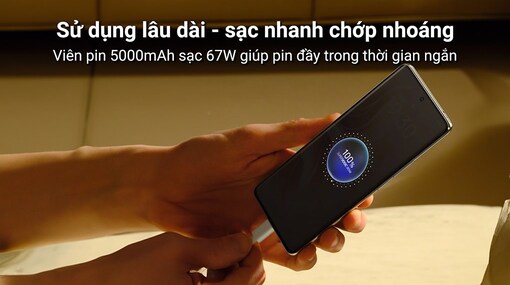 Sử dụng lâu dài - sạc nhanh chớp nhoáng
Viên pin 5000mAh sạc 67W giúp pin đầy trong thời gian ngắn
100%